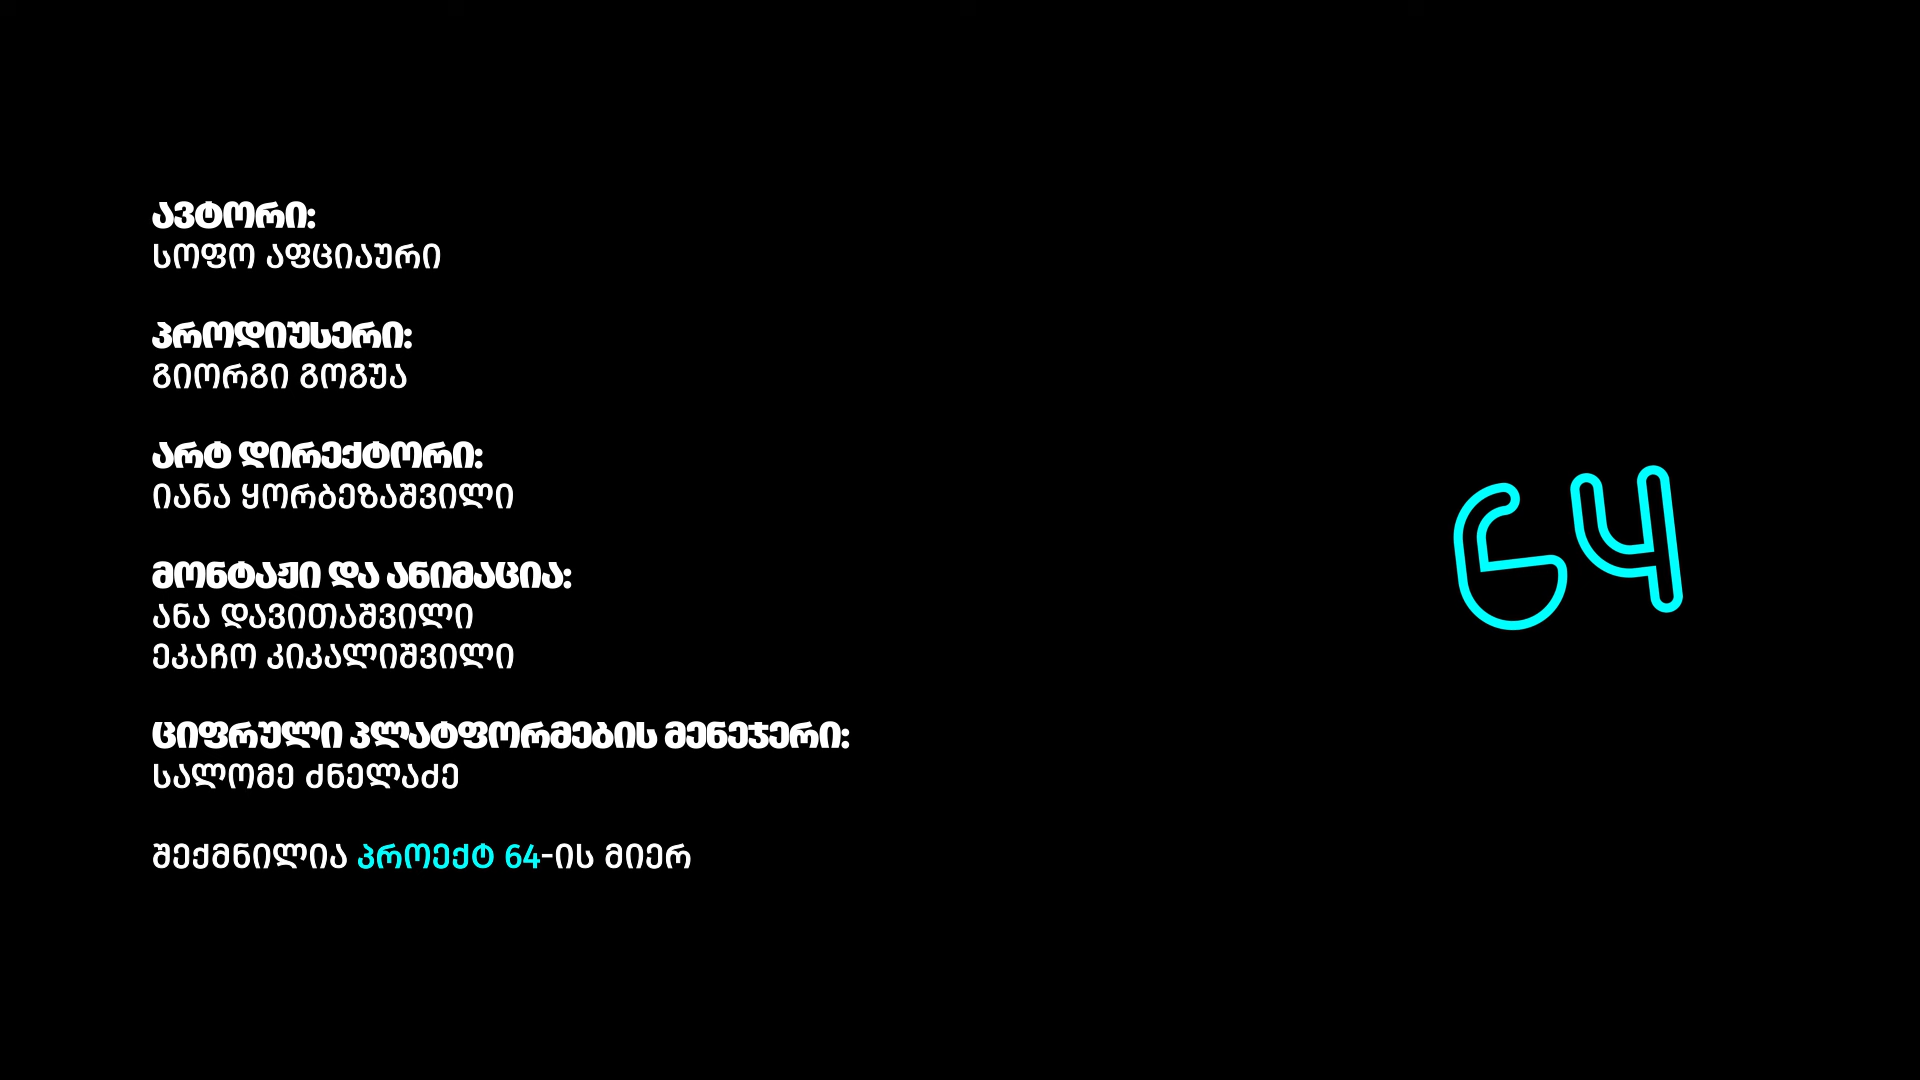 ავტორი:
სოფო აფციაური
პროდიუსერი:
გიორგი გოგუა
არტ დირექტორი:
იანა ყორბეზაშვილი
მონტაჟი და ანიმაცია:
ანა დავითაშვილი
ეკაჩო კიკალიშვილი
ციფრული პლატფორმების მენეჯერი:
სალომე ძნელაძე
შექმნილია პროექტ 64-ის მიერ
64